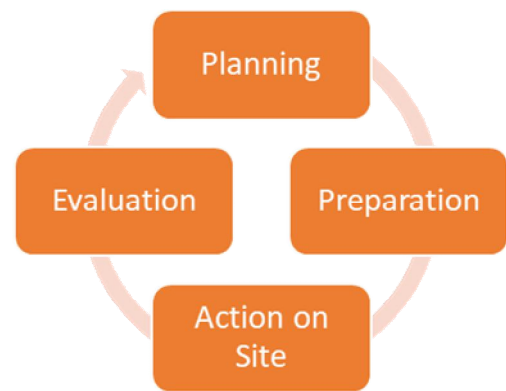 Planning
Evaluation
Preparation
Action on
Site